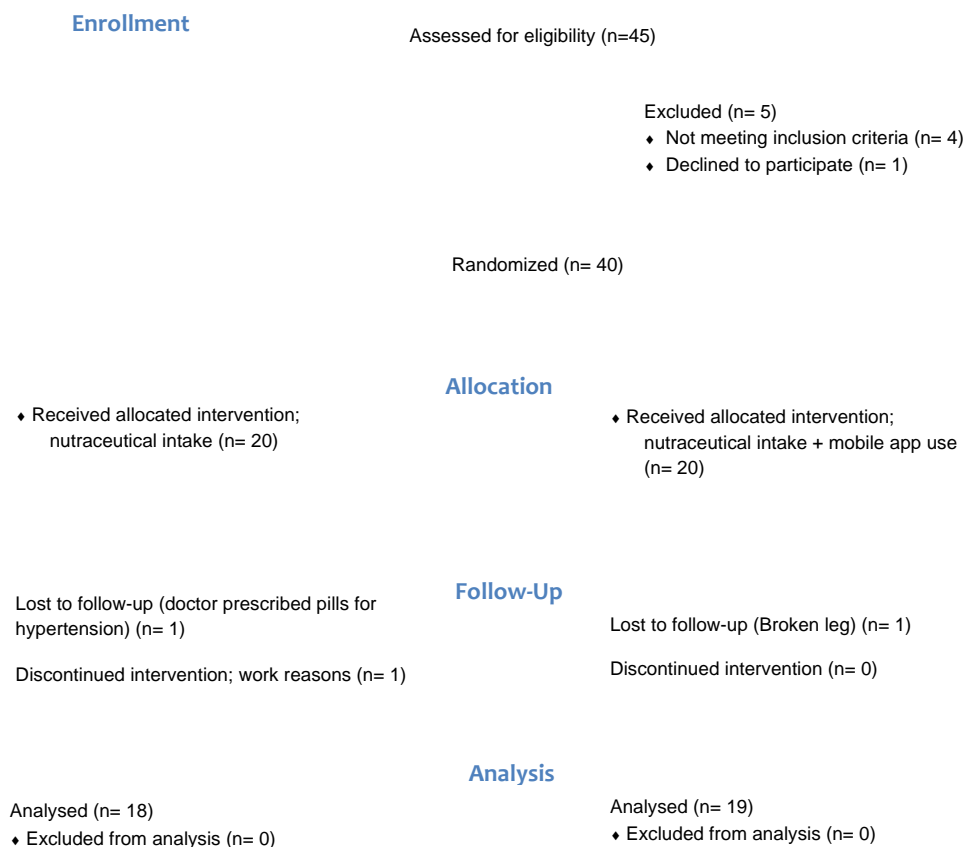 Enrollment
Assessed for eligibility (n=45)
Excluded (n= 5)
♦ Not meeting inclusion criteria (n= 4)
♦ Declined to participate (n= 1)
Randomized (n= 40)
Allocation
♦ Received allocated intervention;
nutraceutical intake (n= 20)
♦ Received allocated intervention;
nutraceutical intake + mobile app use
(n= 20)
Follow-Up
Lost to follow-up (doctor prescribed pills for
hypertension) (n= 1)
Discontinued intervention; work reasons (n= 1)
Lost to follow-up (Broken leg) (n= 1)
Discontinued intervention (n= 0)
Analysis
Analysed (n= 18)
♦ Excluded from analysis (n= 0)
Analysed (n= 19)
♦ Excluded from analysis (n= 0)